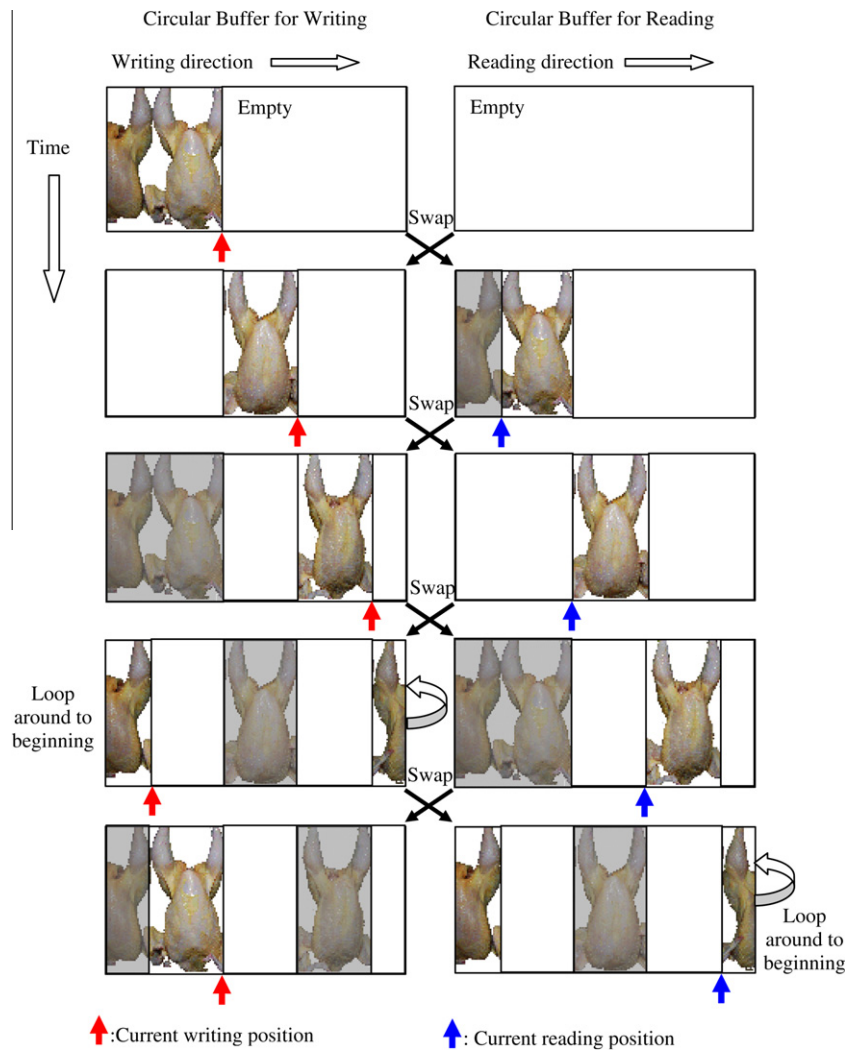 Circular Buffer for Writing
Circular Buffer for Reading
Writing direction
Reading direction
Empty
Empty
Time
Swap
Swap
Swap
Loop
around to
beginning
Swap
Loop
around to
beginning
:Current writing position
: Current reading position